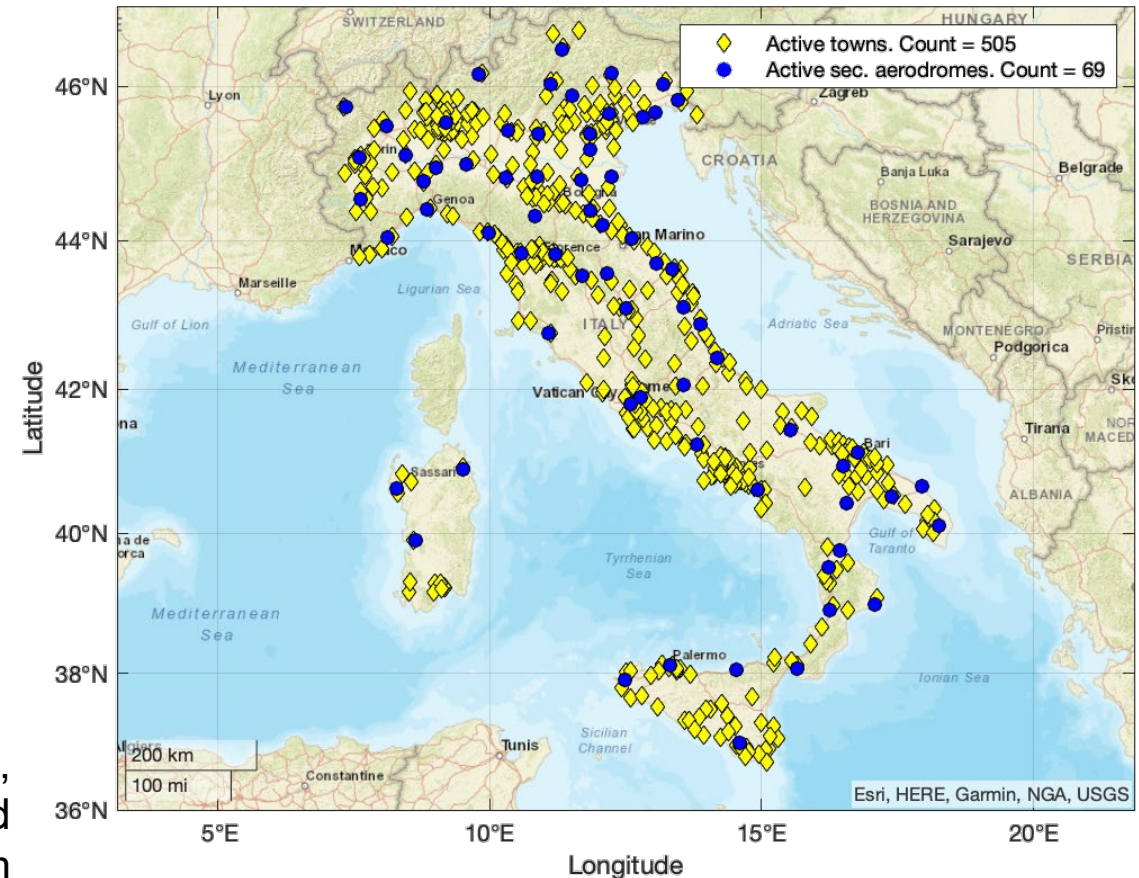 SWITZERLAND
HUNGARY
Active towns. Count = 505
Active sec. aerodromes. Count = 69
46°N
Lyon
Zagreb
CROATIA
Banja Luka
Belgrade
BOSNIA AND
HERZEGOVINA
Genoa
44°N
Florence
San Marino
Sarajevo
SERBIA
Marseille
Ligurian Sea
Gulf of Lion
ITALY
Adriatic Sea
MONTENEGRO
Podgorica
Mediterranean
Sea
42°N
Vatican City
Tirana
Bari
Sassari
ALBANIA
40°N
Gulf of
Taranto
Tyrrhenian
Sea
Mediterranean
Sea
38°N
Palermo
Ionian Sea
Sicilian
Channel
Tunis
200 km
100 mi
Constantine
Esri, HERE, Garmin, NGA, USGS
36°N
5°E
10°E
15°E
20°E
Latitude
Longitude